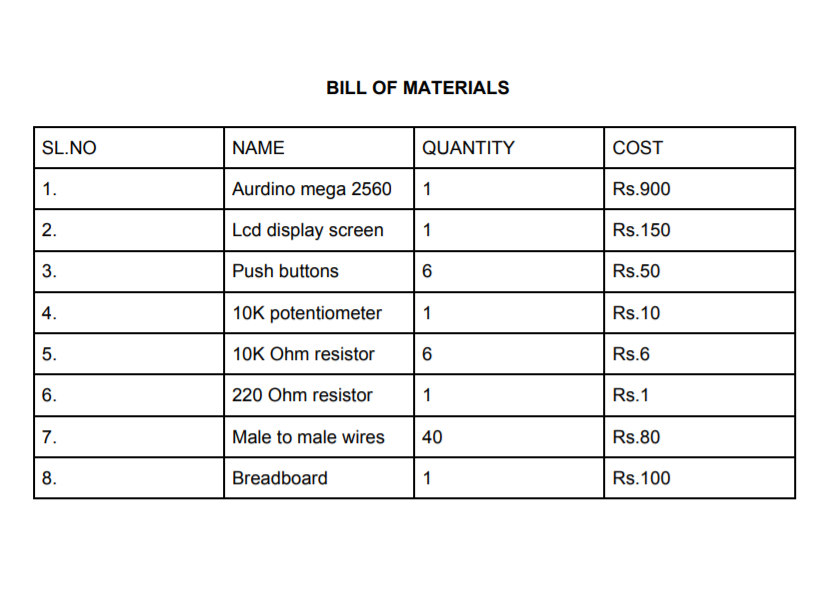 BILL OF MATERIALS
SL.NO NAME QUANTITY COST
1. Aurdino mega 2560 1 Rs.900
2. Lcd display screen 1 Rs.150
3. Push buttons 6 Rs.50
4. 10K potentiometer 1 Rs.10
5. 10K Ohm resistor 6 Rs.6
6. 220 Ohm resistor 1 Rs.1
7. Male to male wires 40 Rs.80
8. Breadboard 1 Rs.100